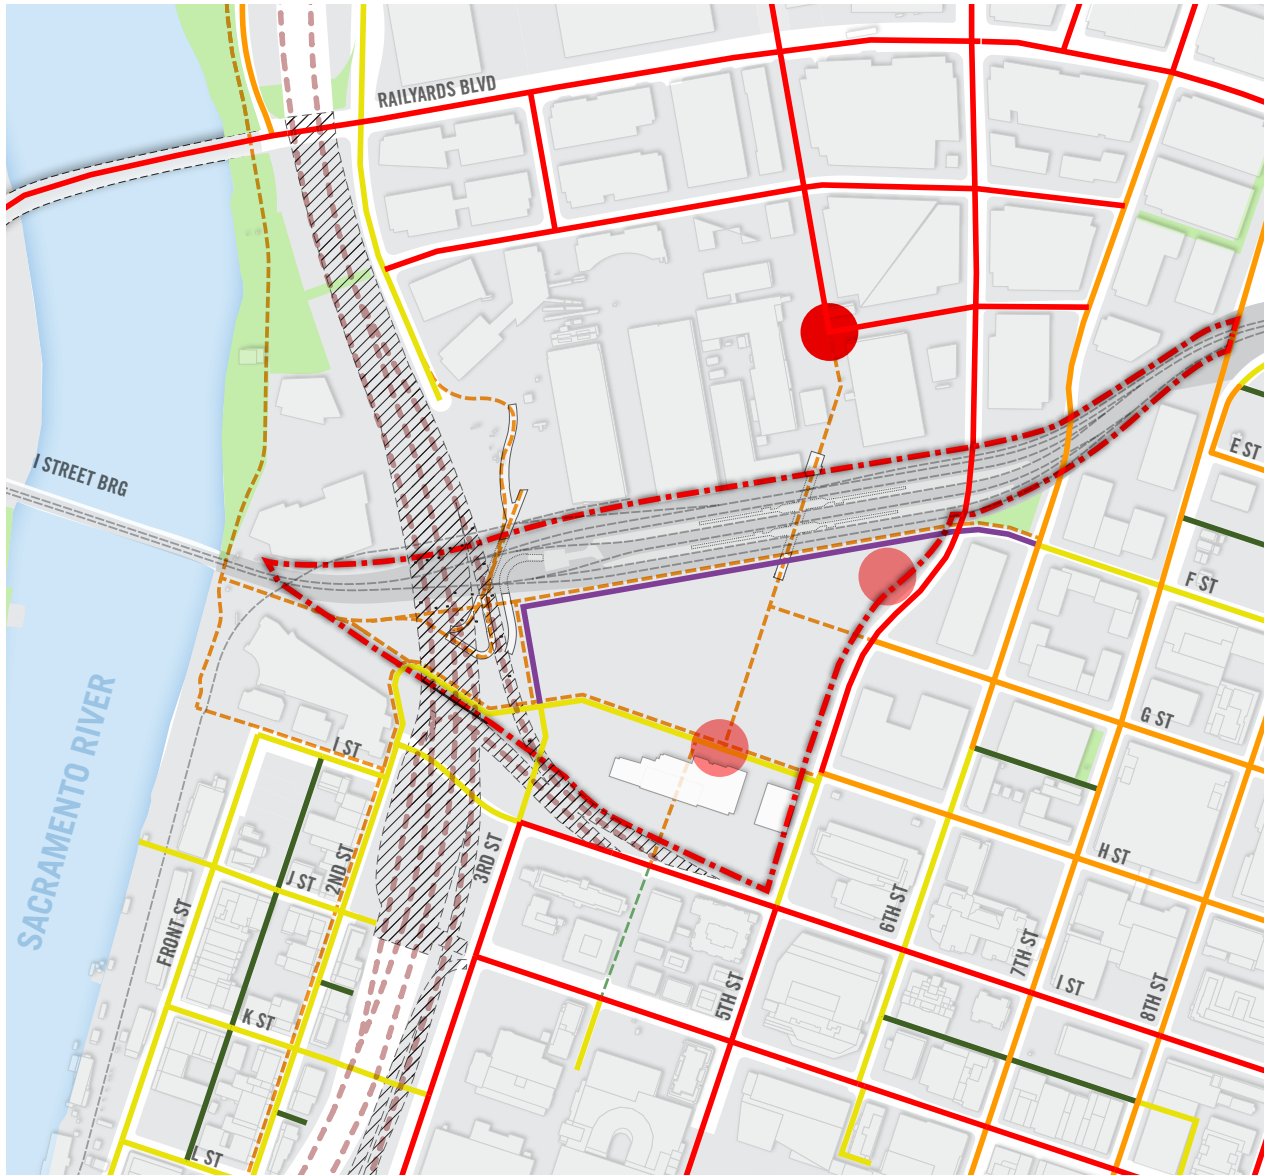 RAILYARDS BLVD
I STREET BRG
E ST
F ST
G ST
SACRAMENTO RIVER
I ST
H ST
3RD ST
2ND ST
J ST
6TH ST
FRONT ST
7TH ST
5TH ST
I ST
8TH ST
K ST
L ST